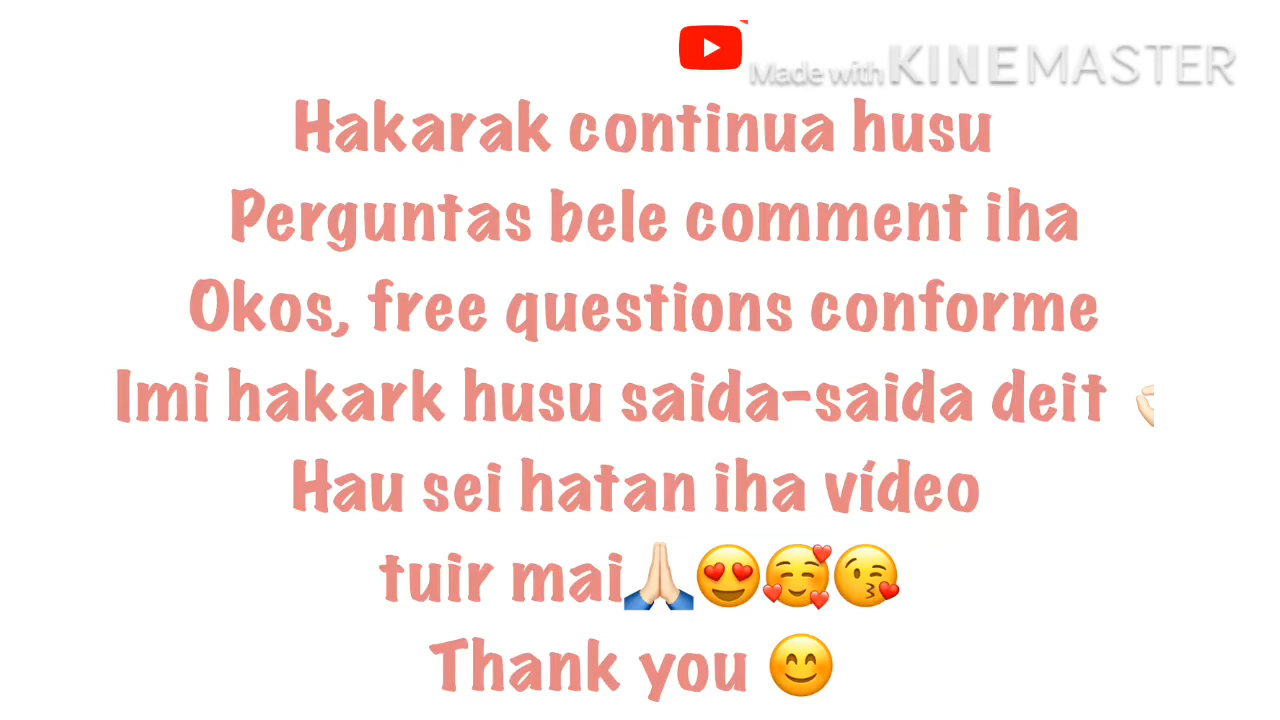 Made with KINEMASTER
Hakarak continua husu
Perguntas bele comment iha
Okos, free questions conforme
Imi hakark husu saida-saida deit 👌🏻
Hau sei hatan iha vídeo
tuir mai🙏🏻😍🥰😘
Thank you 😊